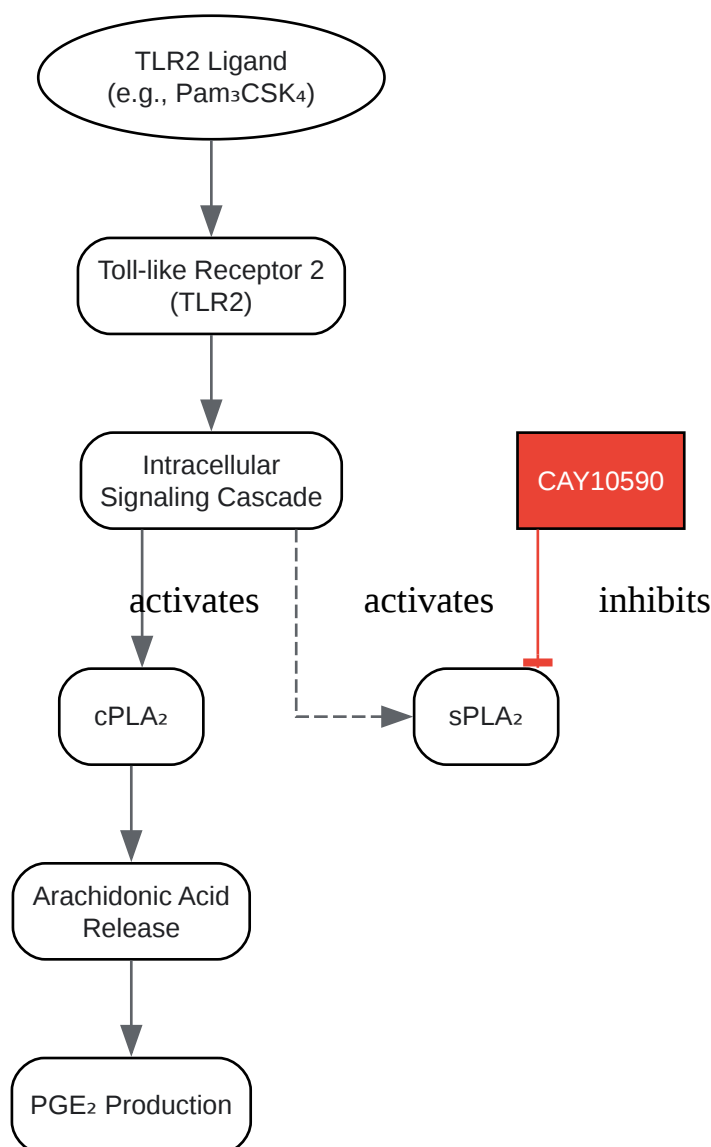 TLR2 Ligand
(e.g., Pam₃CSK₄)
Toll-like Receptor 2
(TLR2)
Intracellular
Signaling Cascade
CAY10590
activates
activates
inhibits
cPLA₂
sPLA₂
Arachidonic Acid
Release
PGE₂ Production